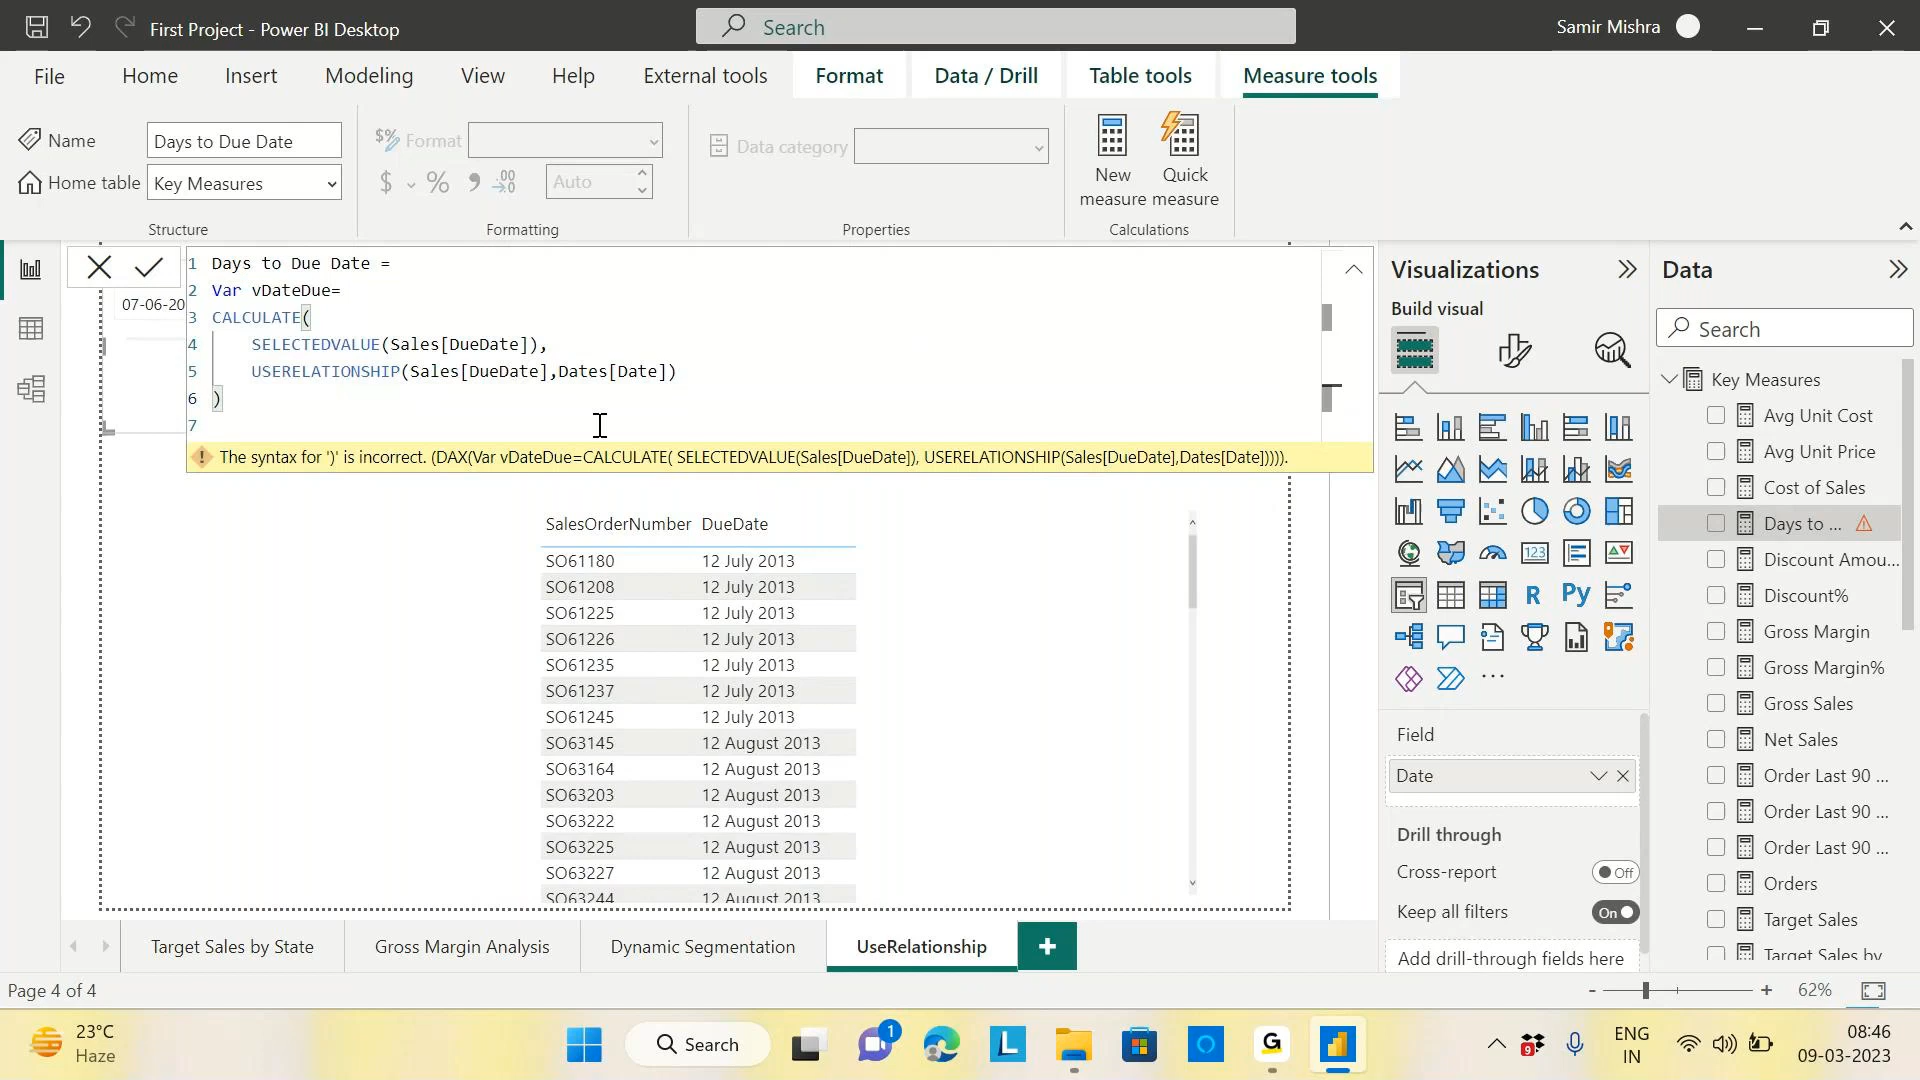 First Project - Power BI Desktop
Search
Samir Mishra
File
Home
Insert
Modeling
View
Help
External tools
Format
Data / Drill
Table tools
Measure tools
Name
Days to Due Date
Home table
Key Measures
Structure
$% Format
$ % 9 .00
Auto
Formatting
Data category
Properties
New measure
Quick measure
Calculations
07-06-20
1 Days to Due Date =
2 Var vDateDue=
3 CALCULATE(
4 SELECTEDVALUE(Sales[DueDate]),
5 USERELATIONSHIP(Sales[DueDate],Dates[Date])
6 )
7
The syntax for ')' is incorrect. (DAX(Var vDateDue=CALCULATE( SELECTEDVALUE(Sales[DueDate]), USERELATIONSHIP(Sales[DueDate],Dates[Date])))).
SalesOrderNumber DueDate
SO61180 12 July 2013
SO61208 12 July 2013
SO61225 12 July 2013
SO61226 12 July 2013
SO61235 12 July 2013
SO61237 12 July 2013
SO61245 12 July 2013
SO63145 12 August 2013
SO63164 12 August 2013
SO63203 12 August 2013
SO63222 12 August 2013
SO63225 12 August 2013
SO63227 12 August 2013
SO63244 12 August 2013
Visualizations
Build visual
123
R
Py
...
Field
Date
Drill through
Cross-report
Off
Keep all filters
On
Add drill-through fields here
Data
Search
Key Measures
Avg Unit Cost
Avg Unit Price
Cost of Sales
Days to ...
Discount Amou...
Discount%
Gross Margin
Gross Margin%
Gross Sales
Net Sales
Order Last 90 ...
Order Last 90 ...
Order Last 90 ...
Orders
Target Sales
Target Sales by
Target Sales by State
Gross Margin Analysis
Dynamic Segmentation
UseRelationship
+
Page 4 of 4
- + 62%
23°C
Haze
Search
1
L
G
9
ENG
IN
08:46
09-03-2023